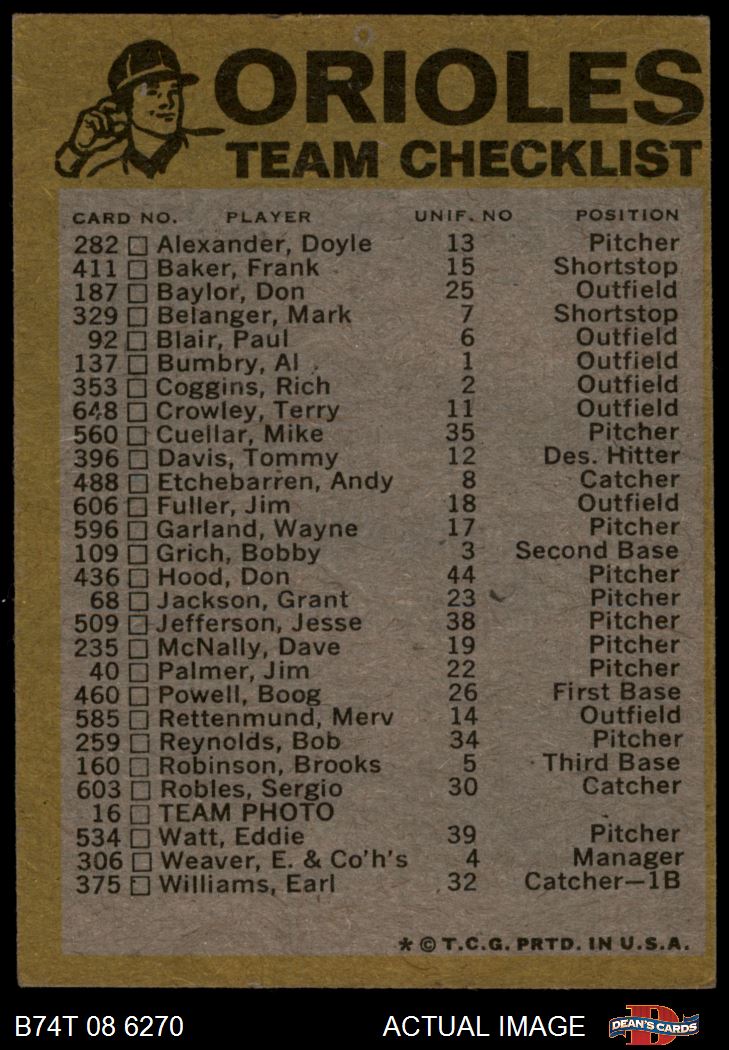 ORIOLES
TEAM CHECKLIST
CARD NO. PLAYER UNIF. NO POSITION
282 Alexander, Doyle 13 Pitcher
411 Baker, Frank 15 Shortstop
187 Baylor, Don 25 Outfield
329 Belanger, Mark 7 Shortstop
92 Blair, Paul 6 Outfield
137 Bumbry, Al 1 Outfield
353 Coggins, Rich 2 Outfield
648 Crowley, Terry 11 Outfield
560 Cuellar, Mike 35 Pitcher
396 Davis, Tommy 12 Des. Hitter
488 Etchebarren, Andy 8 Catcher
606 Fuller, Jim 18 Outfield
596 Garland, Wayne 17 Pitcher
109 Grich, Bobby 3 Second Base
436 Hood, Don 44 Pitcher
68 Jackson, Grant 23 Pitcher
509 Jefferson, Jesse 38 Pitcher
235 McNally, Dave 19 Pitcher
40 Palmer, Jim 22 Pitcher
460 Powell, Boog 26 First Base
585 Rettenmund, Merv 14 Outfield
259 Reynolds, Bob 34 Pitcher
160 Robinson, Brooks 5 Third Base
603 Robles, Sergio 30 Catcher
16 TEAM PHOTO
534 Watt, Eddie 39 Pitcher
306 Weaver, E. & Co'h's 4 Manager
375 Williams, Earl 32 Catcher—1B
* © T.C.G. PRTD. IN U.S.A.
B74T 08 6270 ACTUAL IMAGE DEAN'S CARDS